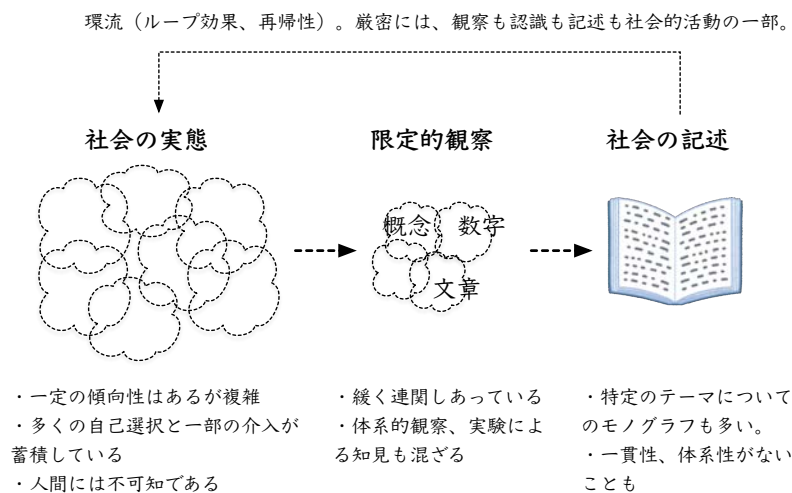 環流（ループ効果、再帰性）。厳密には、観察も認識も記述も社会的活動の一部。
社会の実態
限定的観察
社会の記述
概念
数字
文章
・一定の傾向性はあるが複雑
・多くの自己選択と一部の介入が
蓄積している
・人間には不可知である
・緩く連関しあっている
・体系的観察、実験によ
る知見も混ざる
・特定のテーマについて
のモノグラフも多い。
・一貫性、体系性がない
ことも